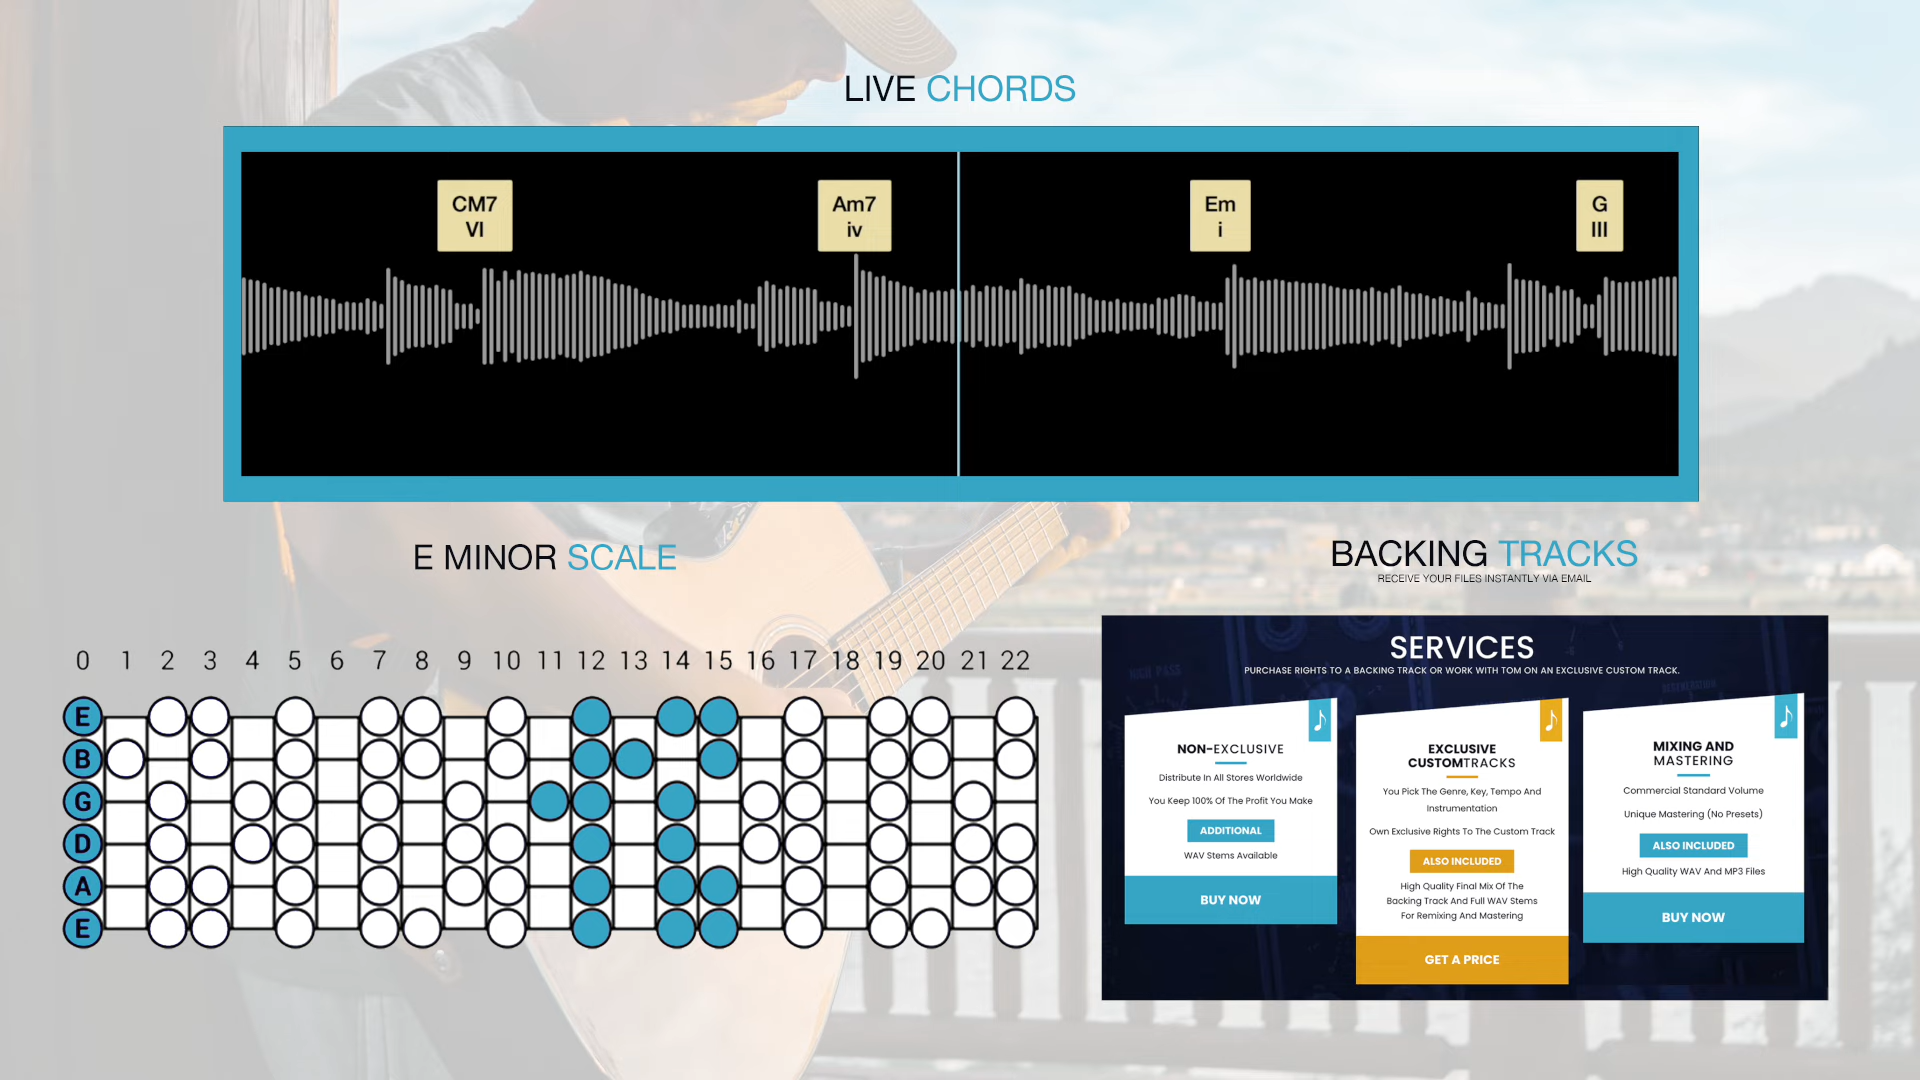 LIVE CHORDS
CM7
VI
Am7
iv
Em
i
G
III
E MINOR SCALE
0 1 2 3 4 5 6 7 8 9 10 11 12 13 14 15 16 17 18 19 20 21 22
E
B
G
D
A
E
BACKING TRACKS
RECEIVE YOUR FILES INSTANTLY VIA EMAIL
SERVICES
PURCHASE RIGHTS TO A BACKING TRACK OR WORK WITH TOM ON AN EXCLUSIVE CUSTOM TRACK.
HIGH PASS
NON-EXCLUSIVE
Distribute In All Stores Worldwide
You Keep 100% Of The Profit You Make
ADDITIONAL
WAV Stems Available
BUY NOW
EXCLUSIVE
CUSTOMTRACKS
You Pick The Genre, Key, Tempo And
Instrumentation
Own Exclusive Rights To The Custom Track
ALSO INCLUDED
High Quality Final Mix Of The
Backing Track And Full WAV Stems
For Remixing And Mastering
GET A PRICE
MIXING AND
MASTERING
Commercial Standard Volume
Unique Mastering (No Presets)
ALSO INCLUDED
High Quality WAV And MP3 Files
BUY NOW